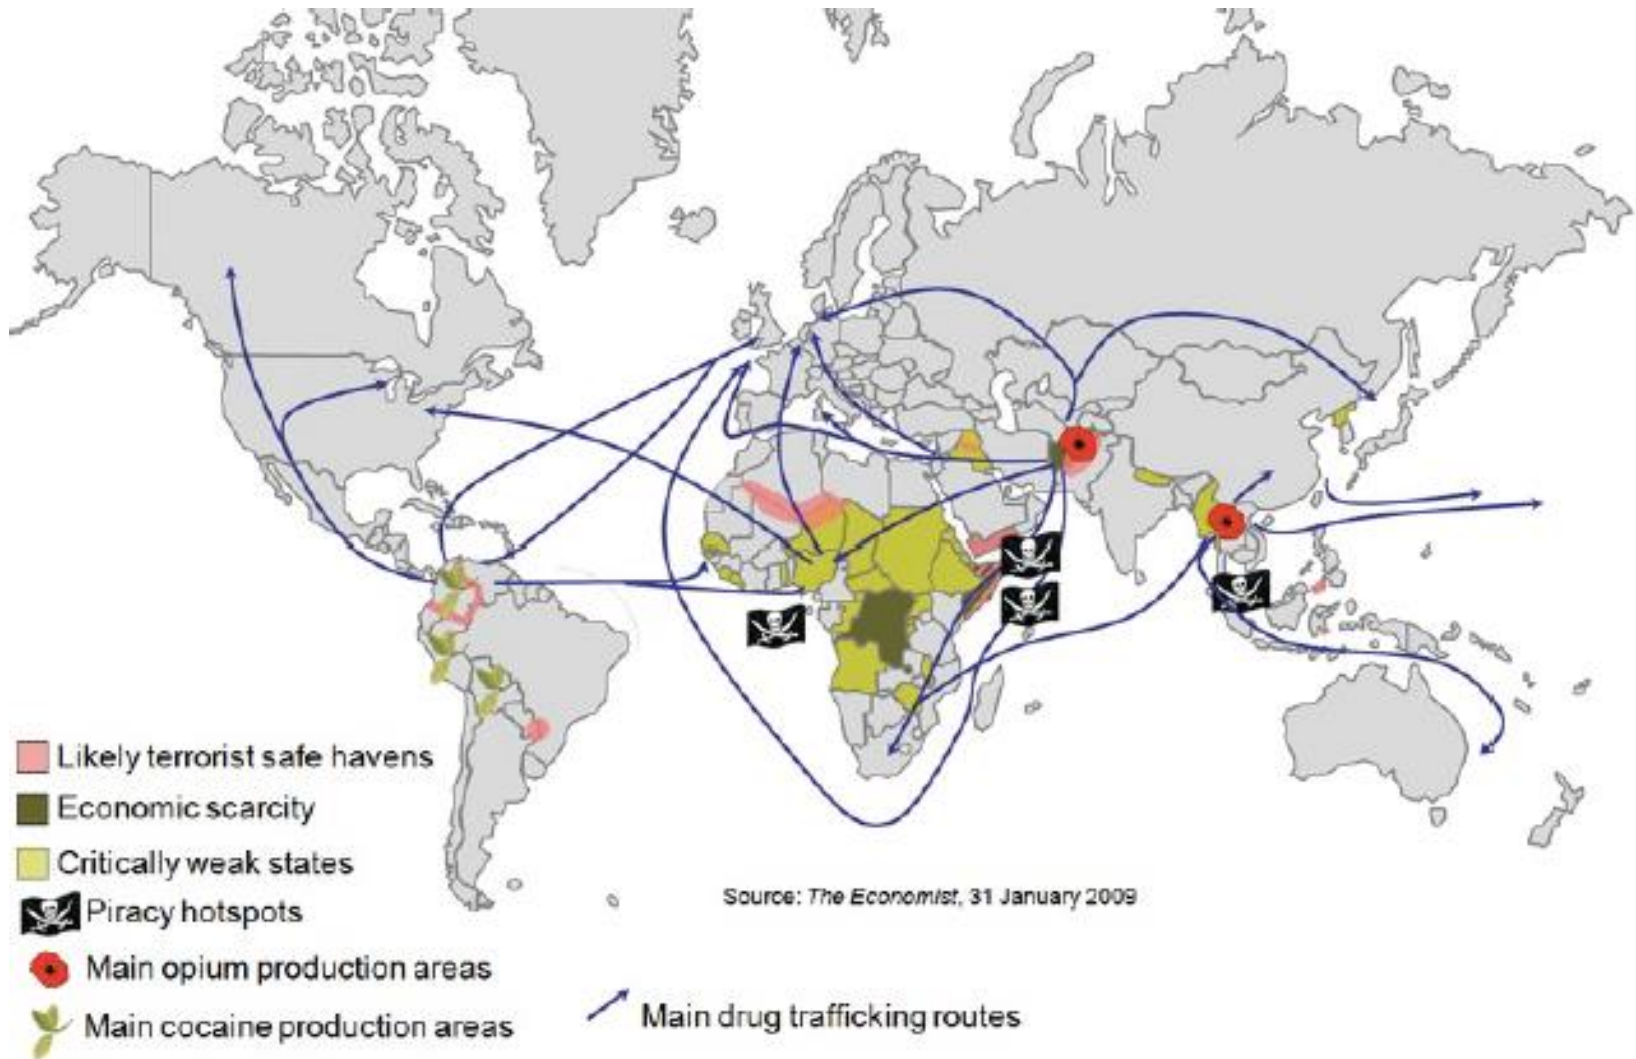 Likely terrorist safe havens
Economic scarcity
Critically weak states
Piracy hotspots
Source: The Economist, 31 January 2009
Main opium production areas
Main cocaine production areas
Main drug trafficking routes